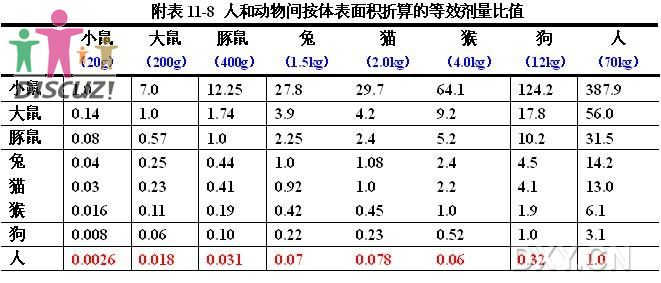 附表 11-8 人和动物间按体表面积折算的等效剂量比值
小鼠 大鼠 豚鼠 兔 猫 猴 狗 人
(20g) (200g) (400g) (1.5kg) (2.0kg) (4.0kg) (12kg) (70kg)
小鼠 1.0 7.0 12.25 27.8 29.7 64.1 124.2 387.9
大鼠 0.14 1.0 1.74 3.9 4.2 9.2 17.8 56.0
豚鼠 0.08 0.57 1.0 2.25 2.4 5.2 10.2 31.5
兔 0.04 0.25 0.44 1.0 1.08 2.4 4.5 14.2
猫 0.03 0.23 0.41 0.92 1.0 2.2 4.1 13.0
猴 0.016 0.11 0.19 0.42 0.45 1.0 1.9 6.1
狗 0.008 0.06 0.10 0.22 0.23 0.52 1.0 3.1
人 0.0026 0.018 0.031 0.07 0.078 0.06 0.32 1.0
DISCUZ!
DXY.CN